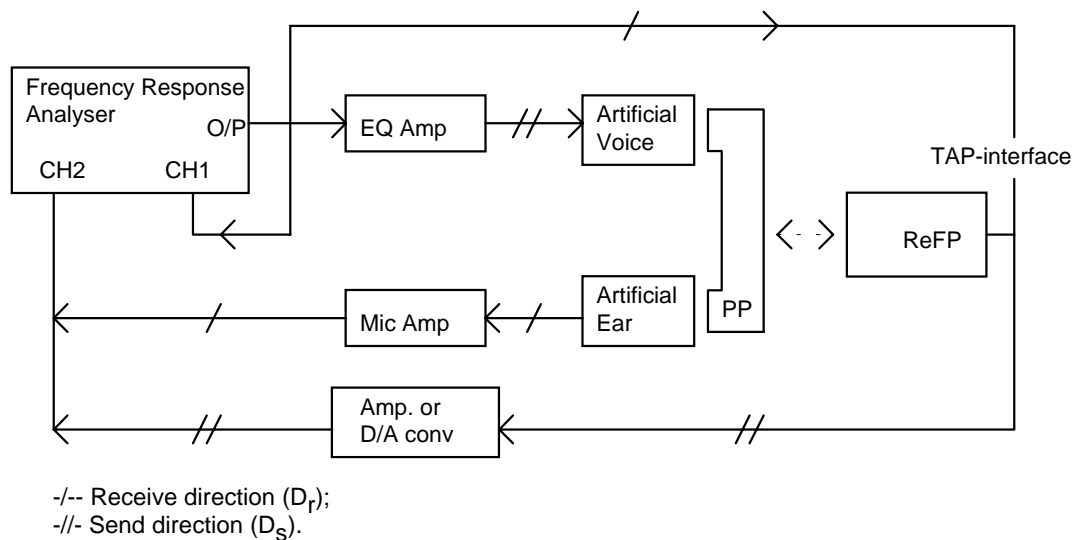 Frequency Response
Analyser
O/P
CH2
CH1
EQ Amp
Artificial
Voice
TAP-interface
ReFP
Mic Amp
Artificial
Ear
PP
Amp. or
D/A conv
-/-- Receive direction (Dr);
-//- Send direction (Ds).